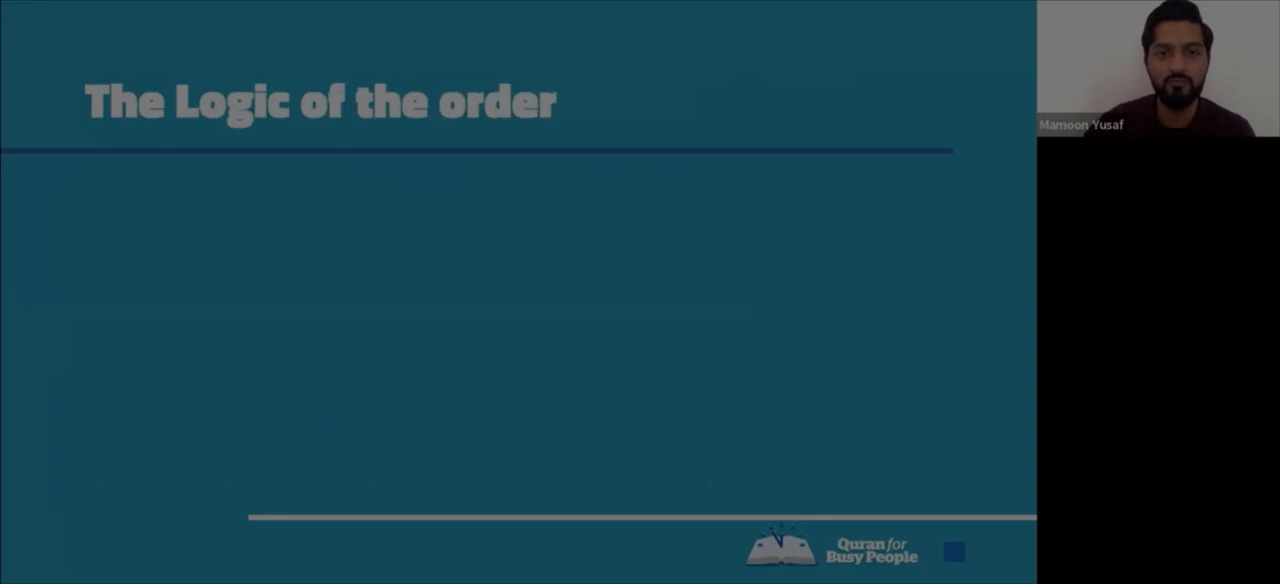 The Logic of the order
Mamoon Yusaf
Quran for
Busy People